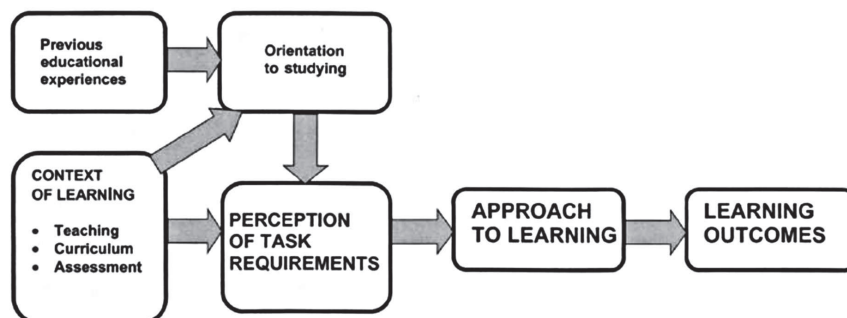 Previous
educational
experiences
Orientation
to studying
CONTEXT
OF LEARNING
• Teaching
• Curriculum
• Assessment
PERCEPTION
OF TASK
REQUIREMENTS
APPROACH
TO LEARNING
LEARNING
OUTCOMES